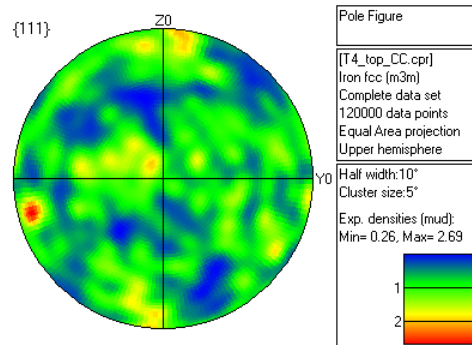 {111}
Z0
Y0
Pole Figure
[T4_top_CC.cpr]
Iron fcc (m3m)
Complete data set
120000 data points
Equal Area projection
Upper hemisphere
Half width:10°
Cluster size:5°
Exp. densities (mud):
Min= 0.26, Max= 2.69
1
2